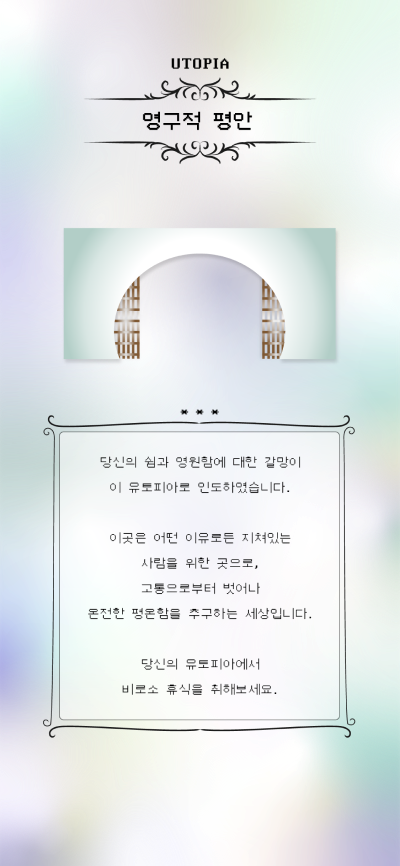 UTOPIA
영구적 평안
* * *
당신의 쉼과 영원함에 대한 갈망이
이 유토피아로 인도하였습니다.
이곳은 어떤 이유로든 지쳐있는
사람을 위한 곳으로,
고통으로부터 벗어나
온전한 평온함을 추구하는 세상입니다.
당신의 유토피아에서
비로소 휴식을 취해보세요.